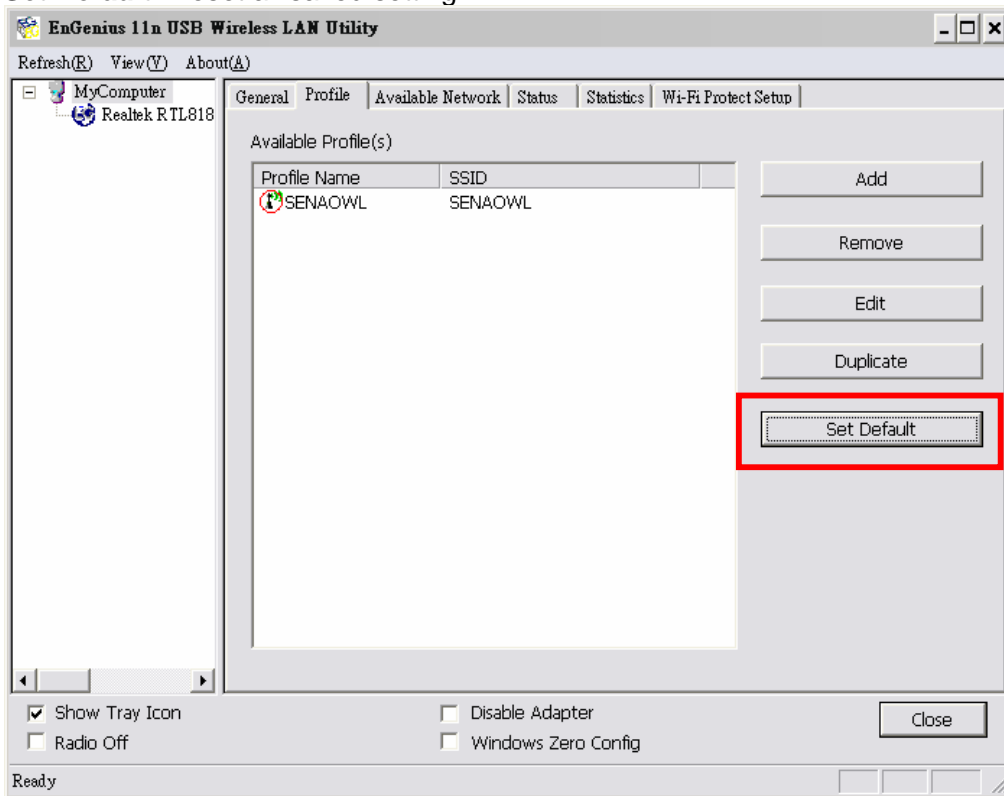 EnGenius 11n USB Wireless LAN Utility
Refresh(R) View(V) About(A)
MyComputer
Realtek RTL818
General Profile Available Network Status Statistics Wi-Fi Protect Setup
Available Profile(s)
Profile Name SSID
SENAOWL SENAOWL
Add
Remove
Edit
Duplicate
Set Default
Show Tray Icon
Disable Adapter
Radio Off
Windows Zero Config
Close
Ready